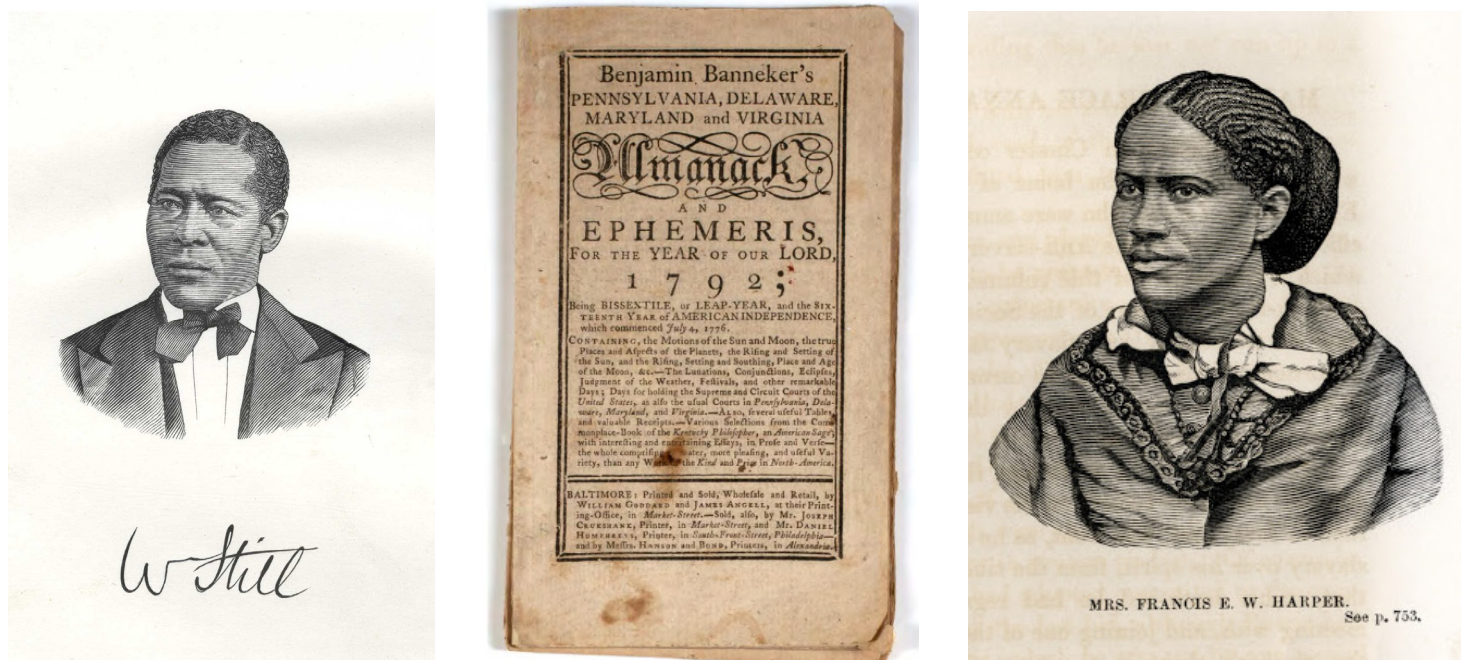 W Still
Benjamin Banneker's
PENNSYLVANIA, DELAWARE,
MARYLAND and VIRGINIA
Almanack,
AND
EPHEMERIS,
FOR THE YEAR OF OUR LORD,
1792;
Being BISSEXTILE, or LEAP-YEAR, and the SIX-
TEENTH YEAR of AMERICAN INDEPENDENCE,
which commenced July 4, 1776.
CONTAINING, the Motions of the Sun and Moon, the true
Places and Aspects of the Planets, the Rising and Setting of
the Sun, and the Rising, Setting and Southing, Place and Age
of the Moon, &c.—The Lunations, Conjunctions, Eclipses,
Judgment of the Weather, Festivals, and other remarkable
Days; Days for holding the Supreme and Circuit Courts of the
United States, as also the usual Courts in Pennsylvania, Dela-
ware, Maryland, and Virginia.—ALSO, several useful Tables,
and valuable Receipts.—Various Selections from the Com-
monplace-Book of the Kentucky Philosopher, an American Sage;
with interesting and entertaining Essays, in Prose and Verse—
the whole comprising greater, more pleasing, and useful Va-
riety, than any Work of the Kind and Price in North-America.
BALTIMORE: Printed and Sold, Wholesale and Retail, by
WILLIAM GODDARD and JAMES ANGELL, at their Print-
ing-Office, in Market-Street.—Sold, also, by Mr. JOSEPH
CRUKSHANK, Printer, in Market-Street, and Mr. DANIEL
HUMPHREYS, Printer, in South-Front-Street, Philadelphia—
and by Messrs. HANSON and BOND, Printers, in Alexandria.
MRS. FRANCIS E. W. HARPER.
See p. 753.